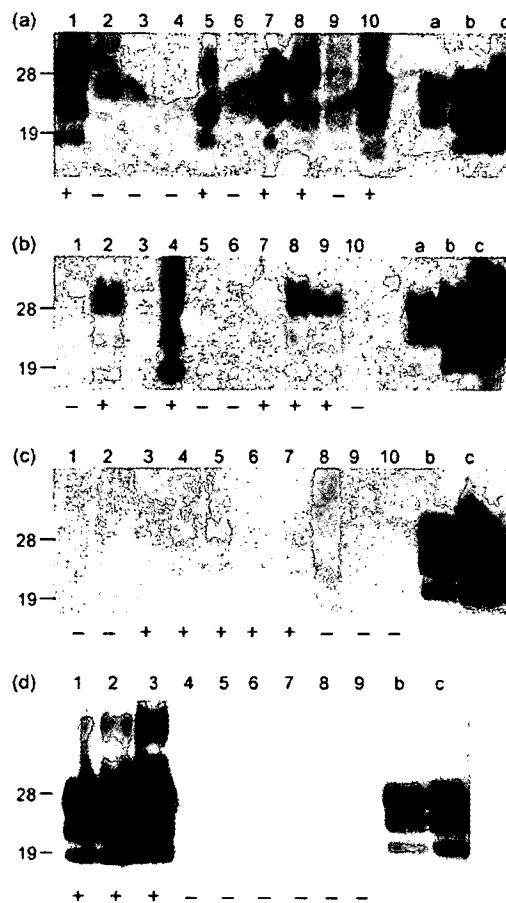 (a) 1 2 3 4 5 6 7 8 9 10 a b c
28
19
+ − − − + − + + − +
(b) 1 2 3 4 5 6 7 8 9 10 a b c
28
19
− + − + − − + + + −
(c) 1 2 3 4 5 6 7 8 9 10 b c
28
19
− − + + + + + − − −
(d) 1 2 3 4 5 6 7 8 9 b c
28
19
+ + + − − − − − −